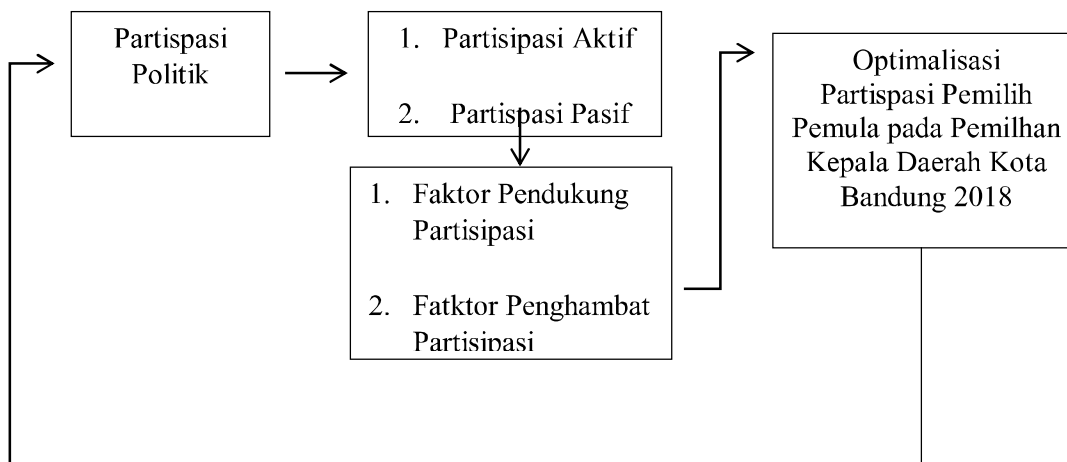 Partispasi
Politik
1. Partisipasi Aktif
2. Partispasi Pasif
1. Faktor Pendukung
Partisipasi
2. Fatktor Penghambat
Partisipasi
Optimalisasi
Partispasi Pemilih
Pemula pada Pemilhan
Kepala Daerah Kota
Bandung 2018